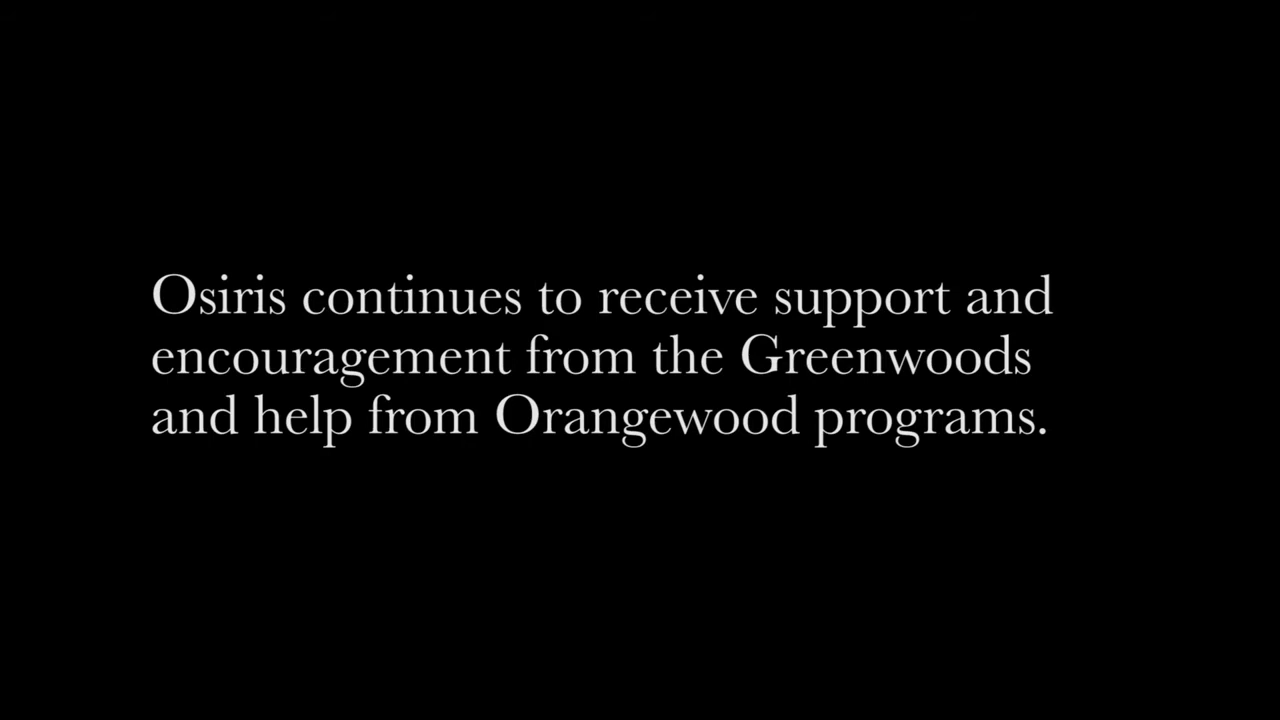 Osiris continues to receive support and
encouragement from the Greenwoods
and help from Orangewood programs.